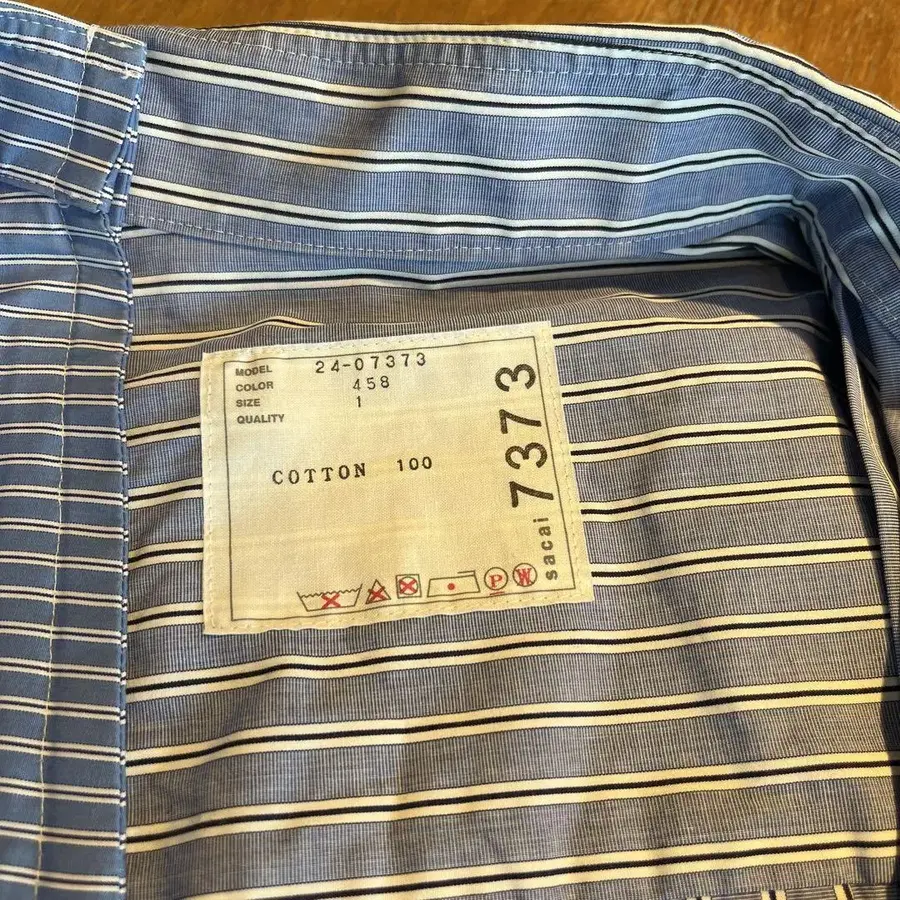 MODEL 24-07373
COLOR 458
SIZE 1
QUALITY
COTTON 100
sacai 7373
P W